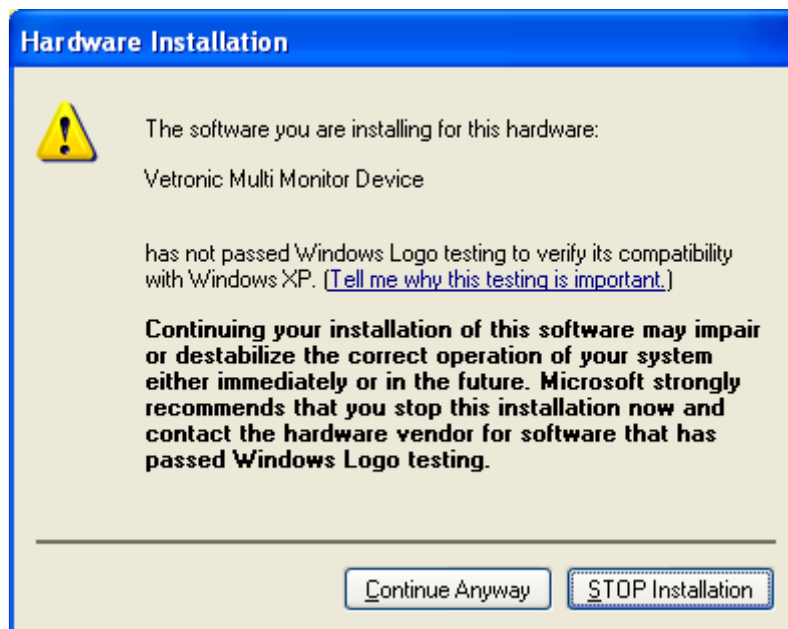 Hardware Installation
The software you are installing for this hardware:
Vetronic Multi Monitor Device
has not passed Windows Logo testing to verify its compatibility
with Windows XP. (Tell me why this testing is important.)
Continuing your installation of this software may impair
or destabilize the correct operation of your system
either immediately or in the future. Microsoft strongly
recommends that you stop this installation now and
contact the hardware vendor for software that has
passed Windows Logo testing.
Continue Anyway
STOP Installation